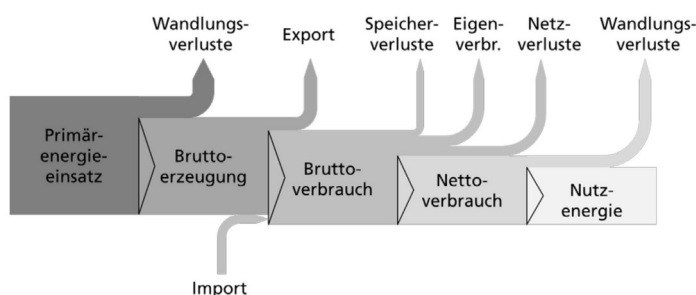 Wandlungs-
verluste
Export
Speicher-
verluste
Eigen-
verbr.
Netz-
verluste
Wandlungs-
verluste
Primär-
energie-
einsatz
Brutto-
erzeugung
Brutto-
verbrauch
Netto-
verbrauch
Nutz-
energie
Import